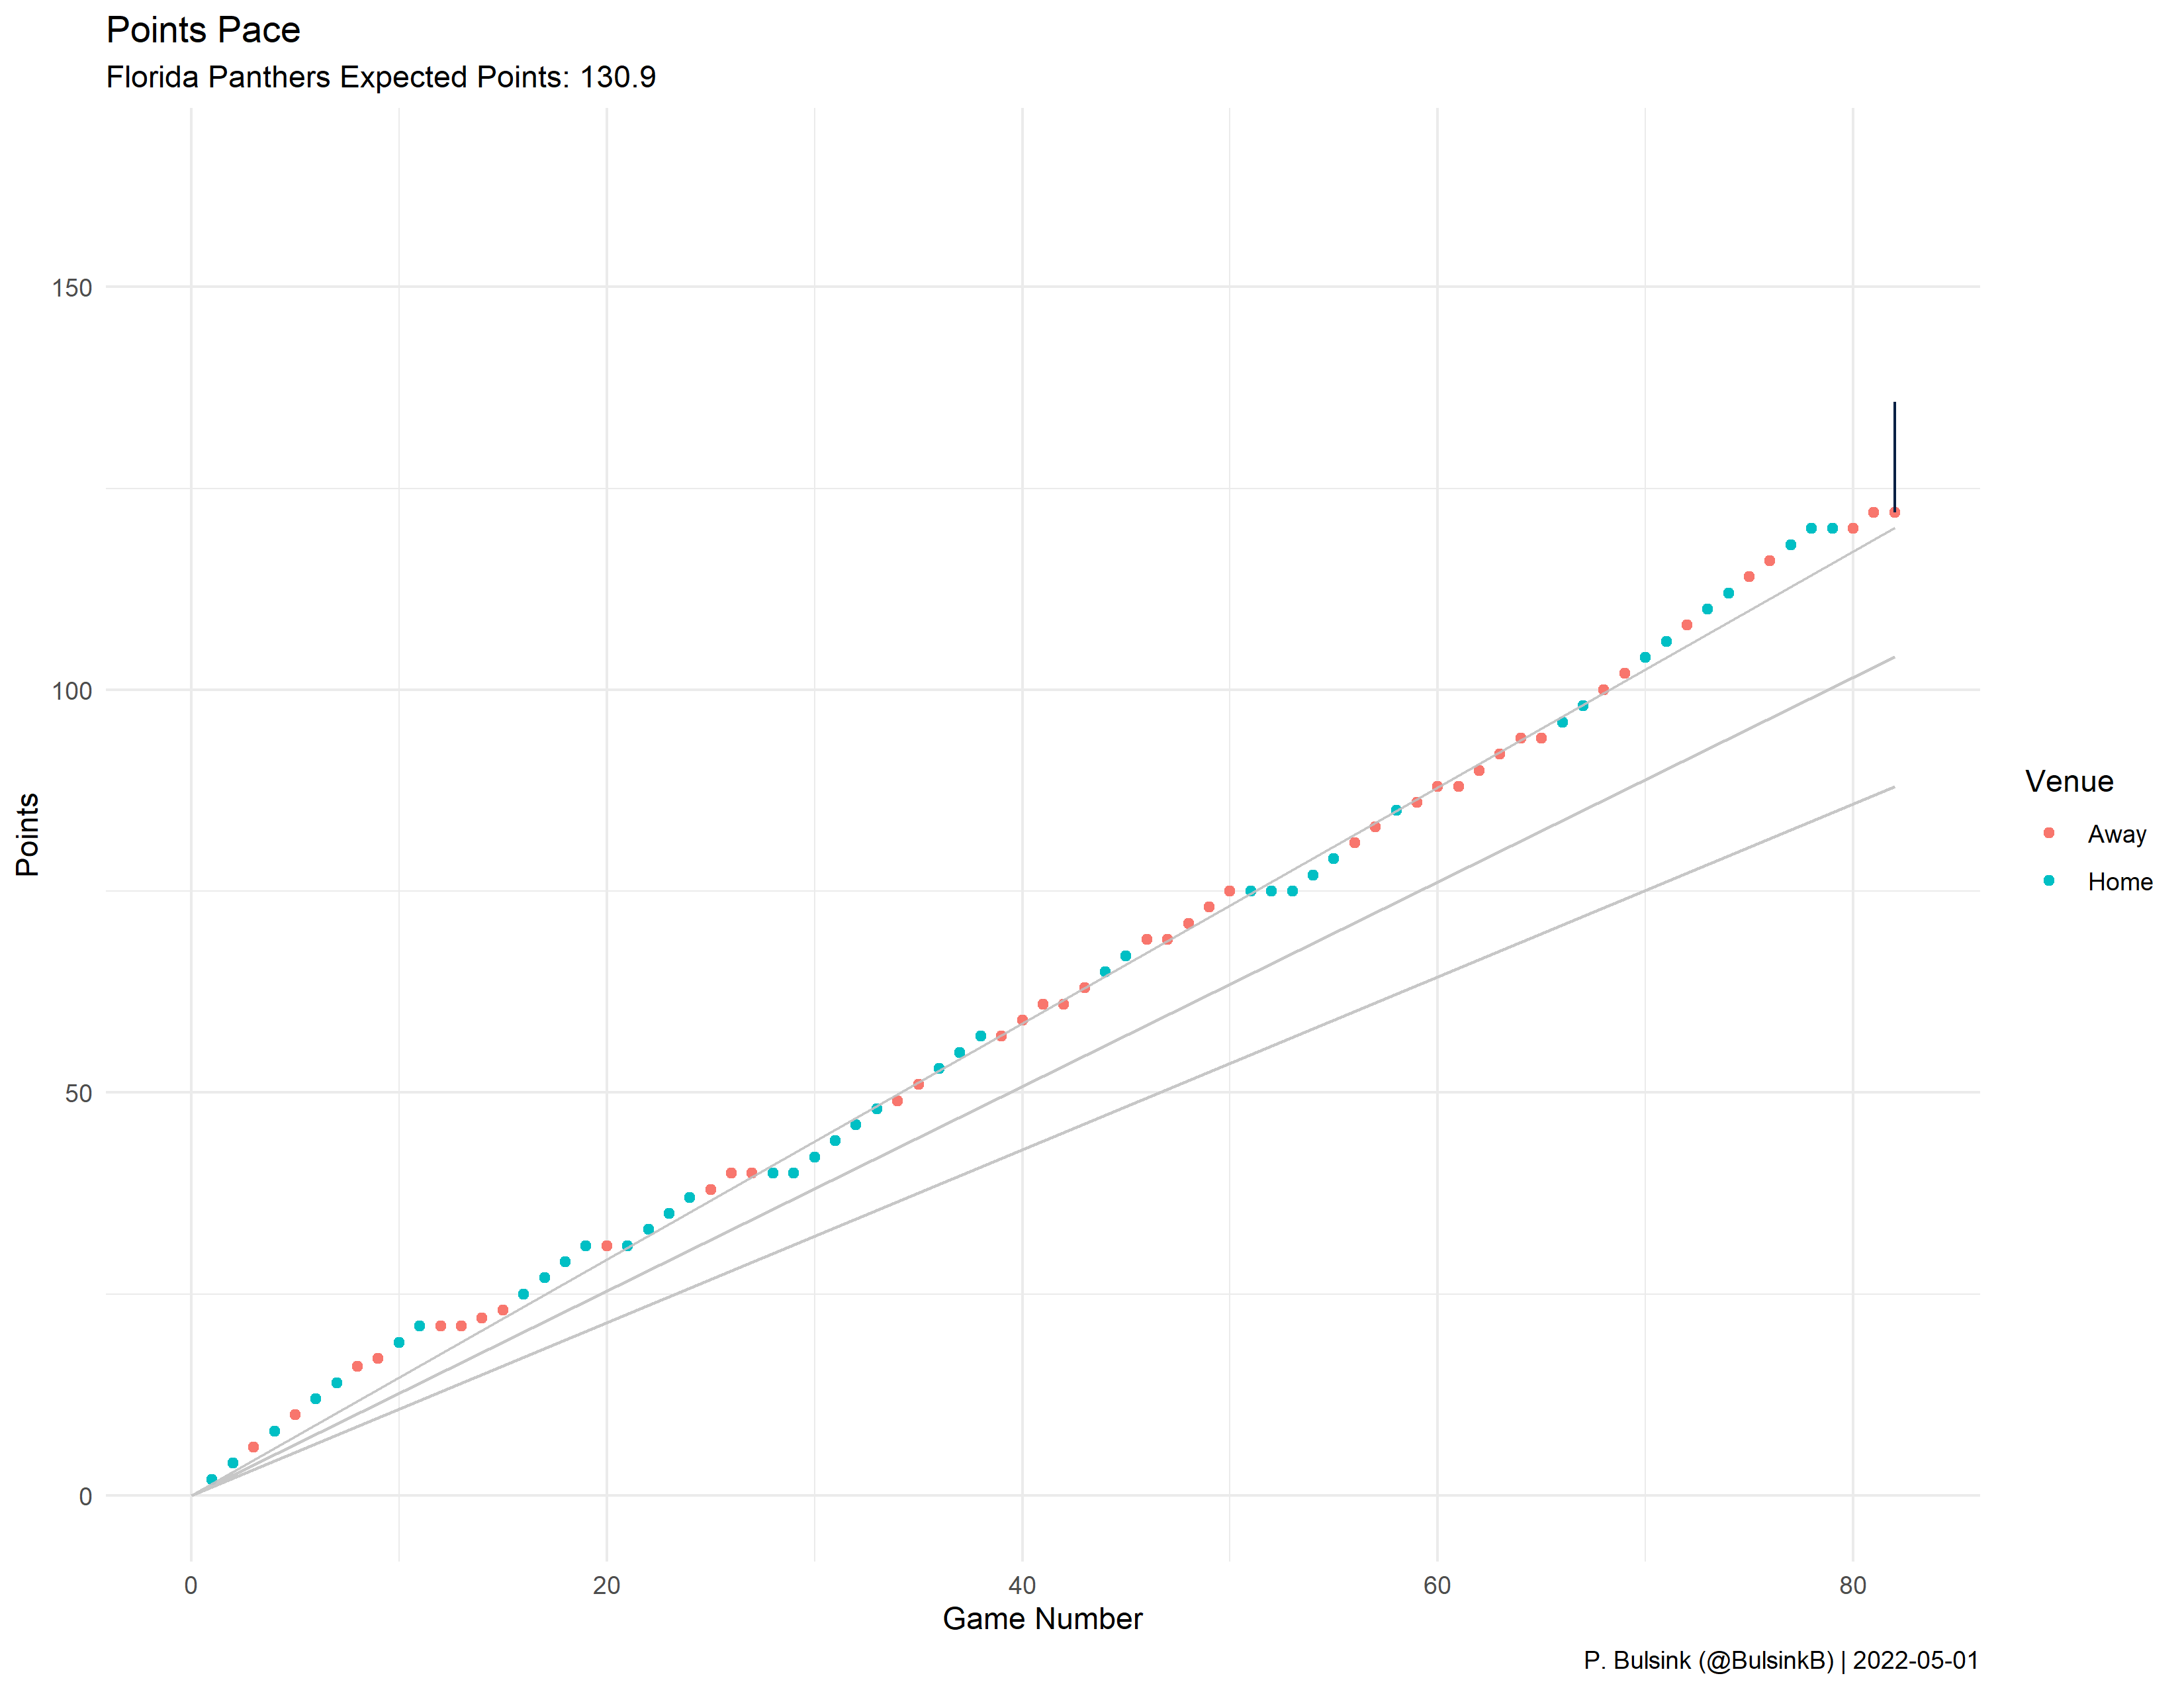 Points Pace
Florida Panthers Expected Points: 130.9
150
100
50
0
Points
0 20 40 60 80
Game Number
Venue
Away
Home
P. Bulsink (@BulsinkB) | 2022-05-01